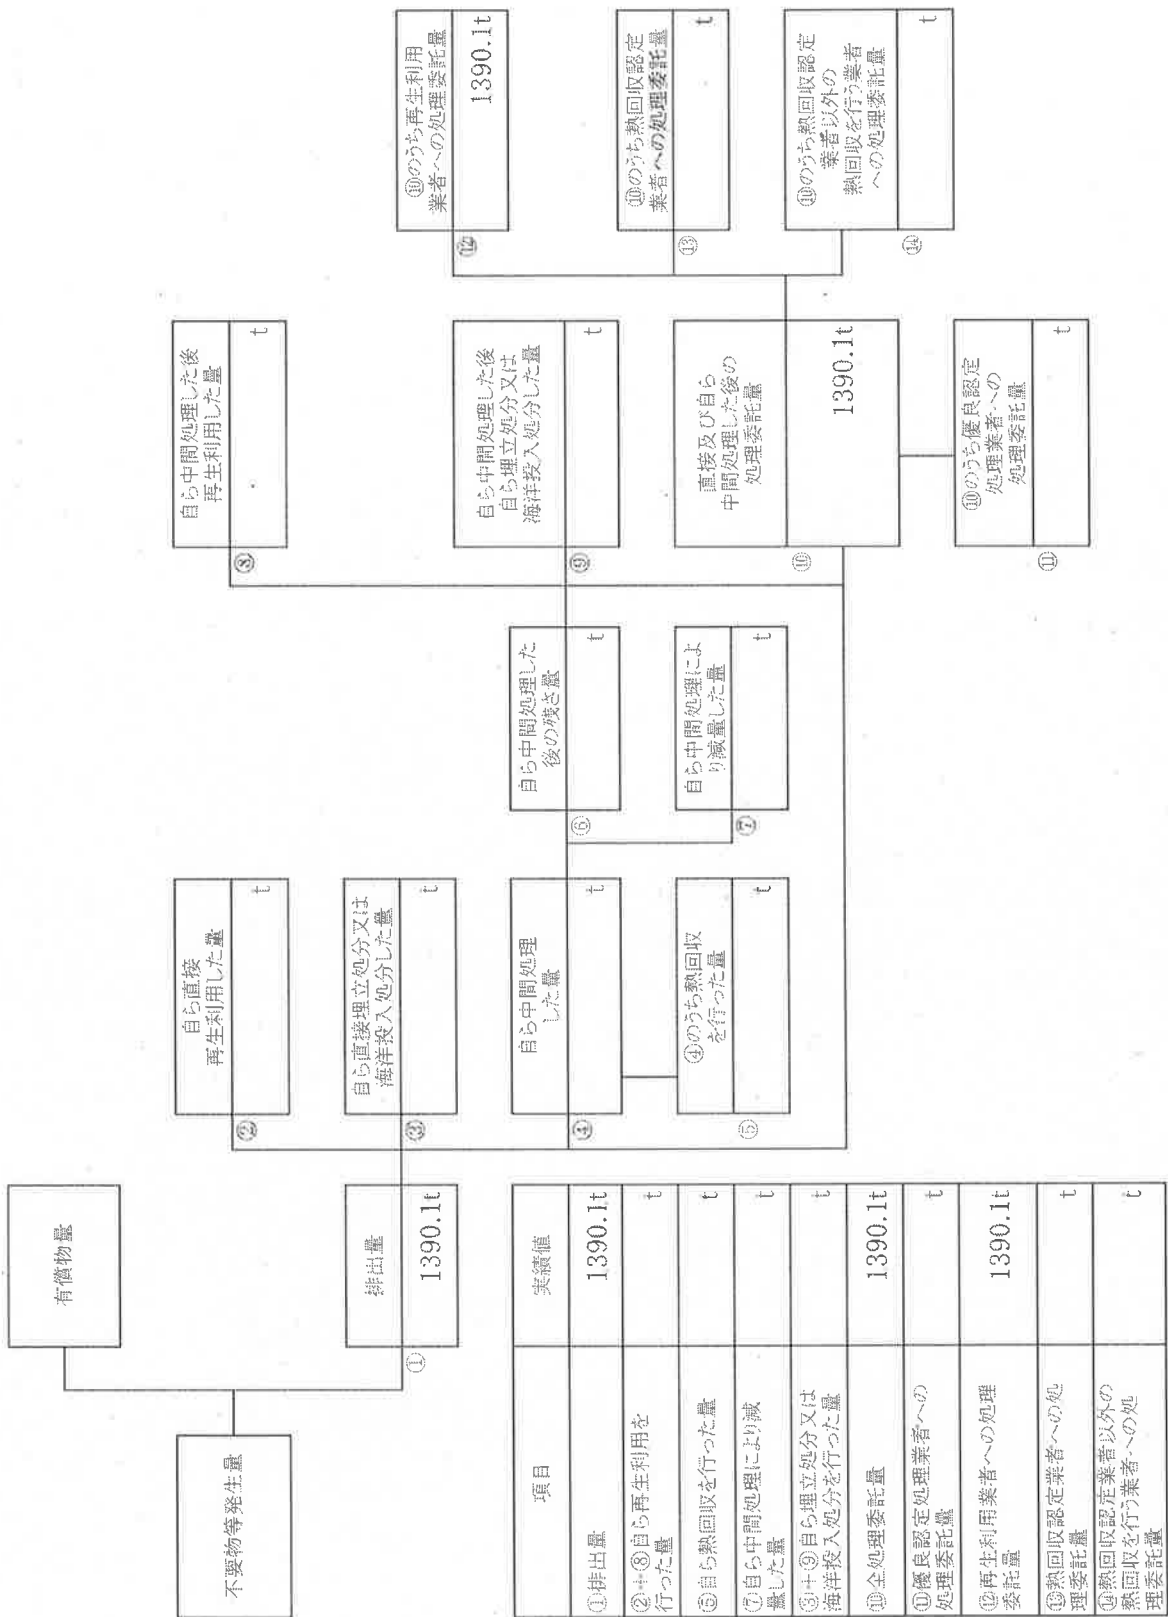 不要物等発生量
有償物量
排出量
①
1390.1t
自ら直接
再生利用した量
②
t
自ら直接埋立処分又は
海洋投入処分した量
③
t
自ら中間処理
した量
④
t
④のうち熱回収
を行った量
⑤
t
自ら中間処理した
後の残さ量
⑥
t
自ら中間処理によ
り減量した量
⑦
t
自ら中間処理した後
再生利用した量
⑧
t
自ら中間処理した後
自ら埋立処分又は
海洋投入処分した量
⑨
t
直接及び自ら
中間処理した後の
処理委託量
⑩
1390.1t
⑩のうち優良認定
処理業者への
処理委託量
⑪
t
⑩のうち再生利用
業者への処理委託量
⑫
1390.1t
⑩のうち熱回収認定
業者への処理委託量
⑬
t
⑩のうち熱回収認定
業者以外の
熱回収を行う業者
への処理委託量
⑭
t
項目 実績値
①排出量 1390.1t
②+⑧自ら再生利用を
行った量 t
⑤自ら熱回収を行った量 t
⑦自ら中間処理により減
量した量 t
③+⑨自ら埋立処分又は
海洋投入処分を行った量 t
⑩全処理委託量 1390.1t
⑪優良認定処理業者への
処理委託量 t
⑫再生利用業者への処理
委託量 1390.1t
⑬熱回収認定業者への処
理委託量 t
⑭熱回収認定業者以外の
熱回収を行う業者への処
理委託量 t